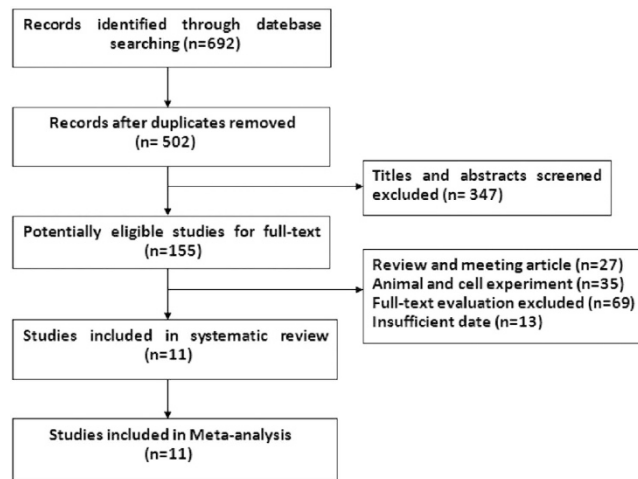 Records identified through datebase
searching (n=692)
Records after duplicates removed
(n= 502)
Titles and abstracts screened
excluded (n= 347)
Potentially eligible studies for full-text
(n=155)
Review and meeting article (n=27)
Animal and cell experiment (n=35)
Full-text evaluation excluded (n=69)
Insufficient date (n=13)
Studies included in systematic review
(n=11)
Studies included in Meta-analysis
(n=11)